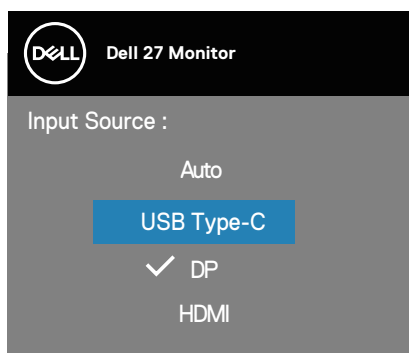 DELL
Dell 27 Monitor
Input Source :
Auto
USB Type-C
DP
HDMI